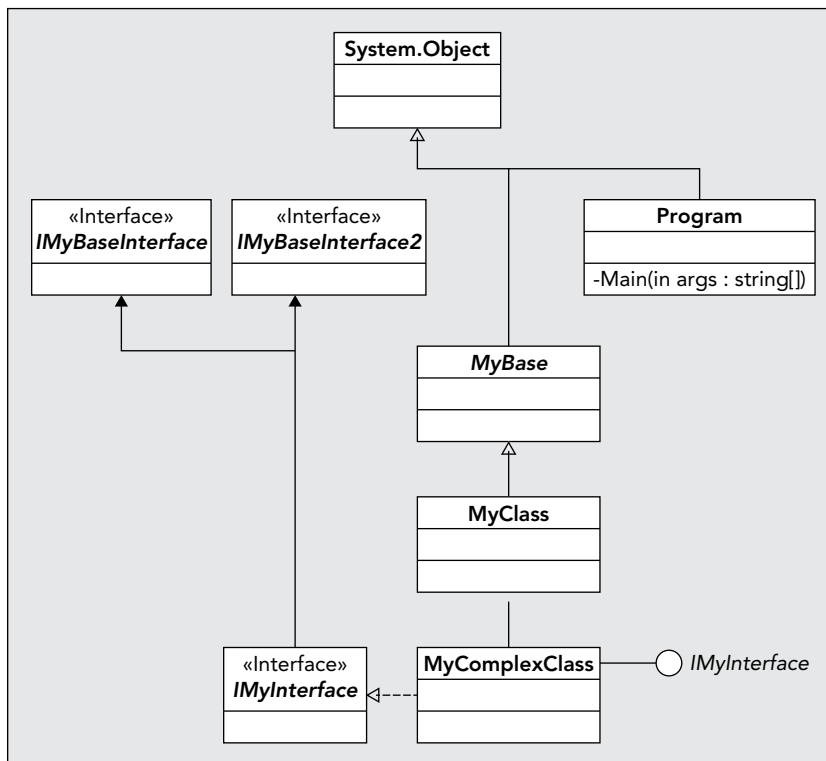 System.Object
«Interface»
IMyBaseInterface
«Interface»
IMyBaseInterface2
Program
-Main(in args : string[])
MyBase
MyClass
«Interface»
IMyInterface
MyComplexClass
IMyInterface